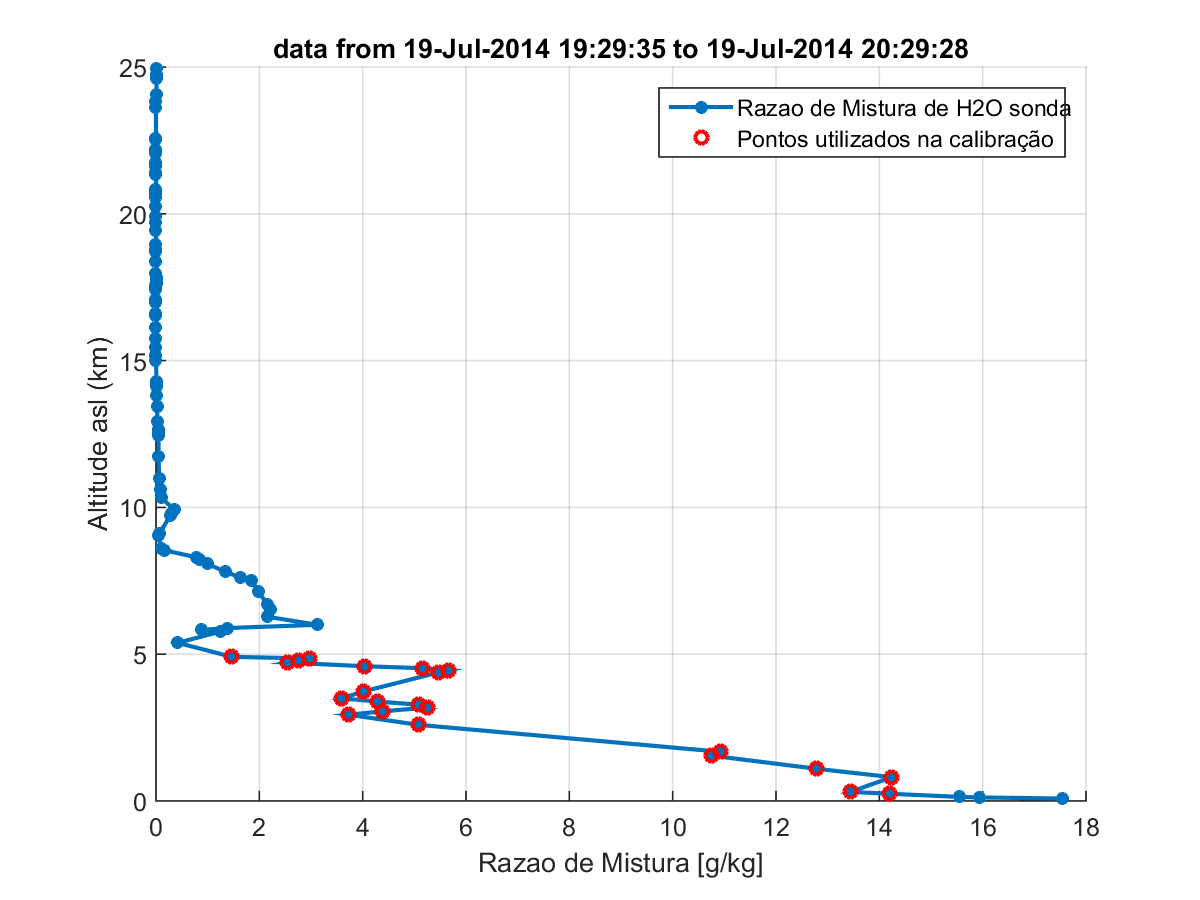 data from 19-Jul-2014 19:29:35 to 19-Jul-2014 20:29:28
Razao de Mistura de H2O sonda
Pontos utilizados na calibração
Altitude asl (km)
25
20
15
10
5
0
0 2 4 6 8 10 12 14 16 18
Razao de Mistura [g/kg]